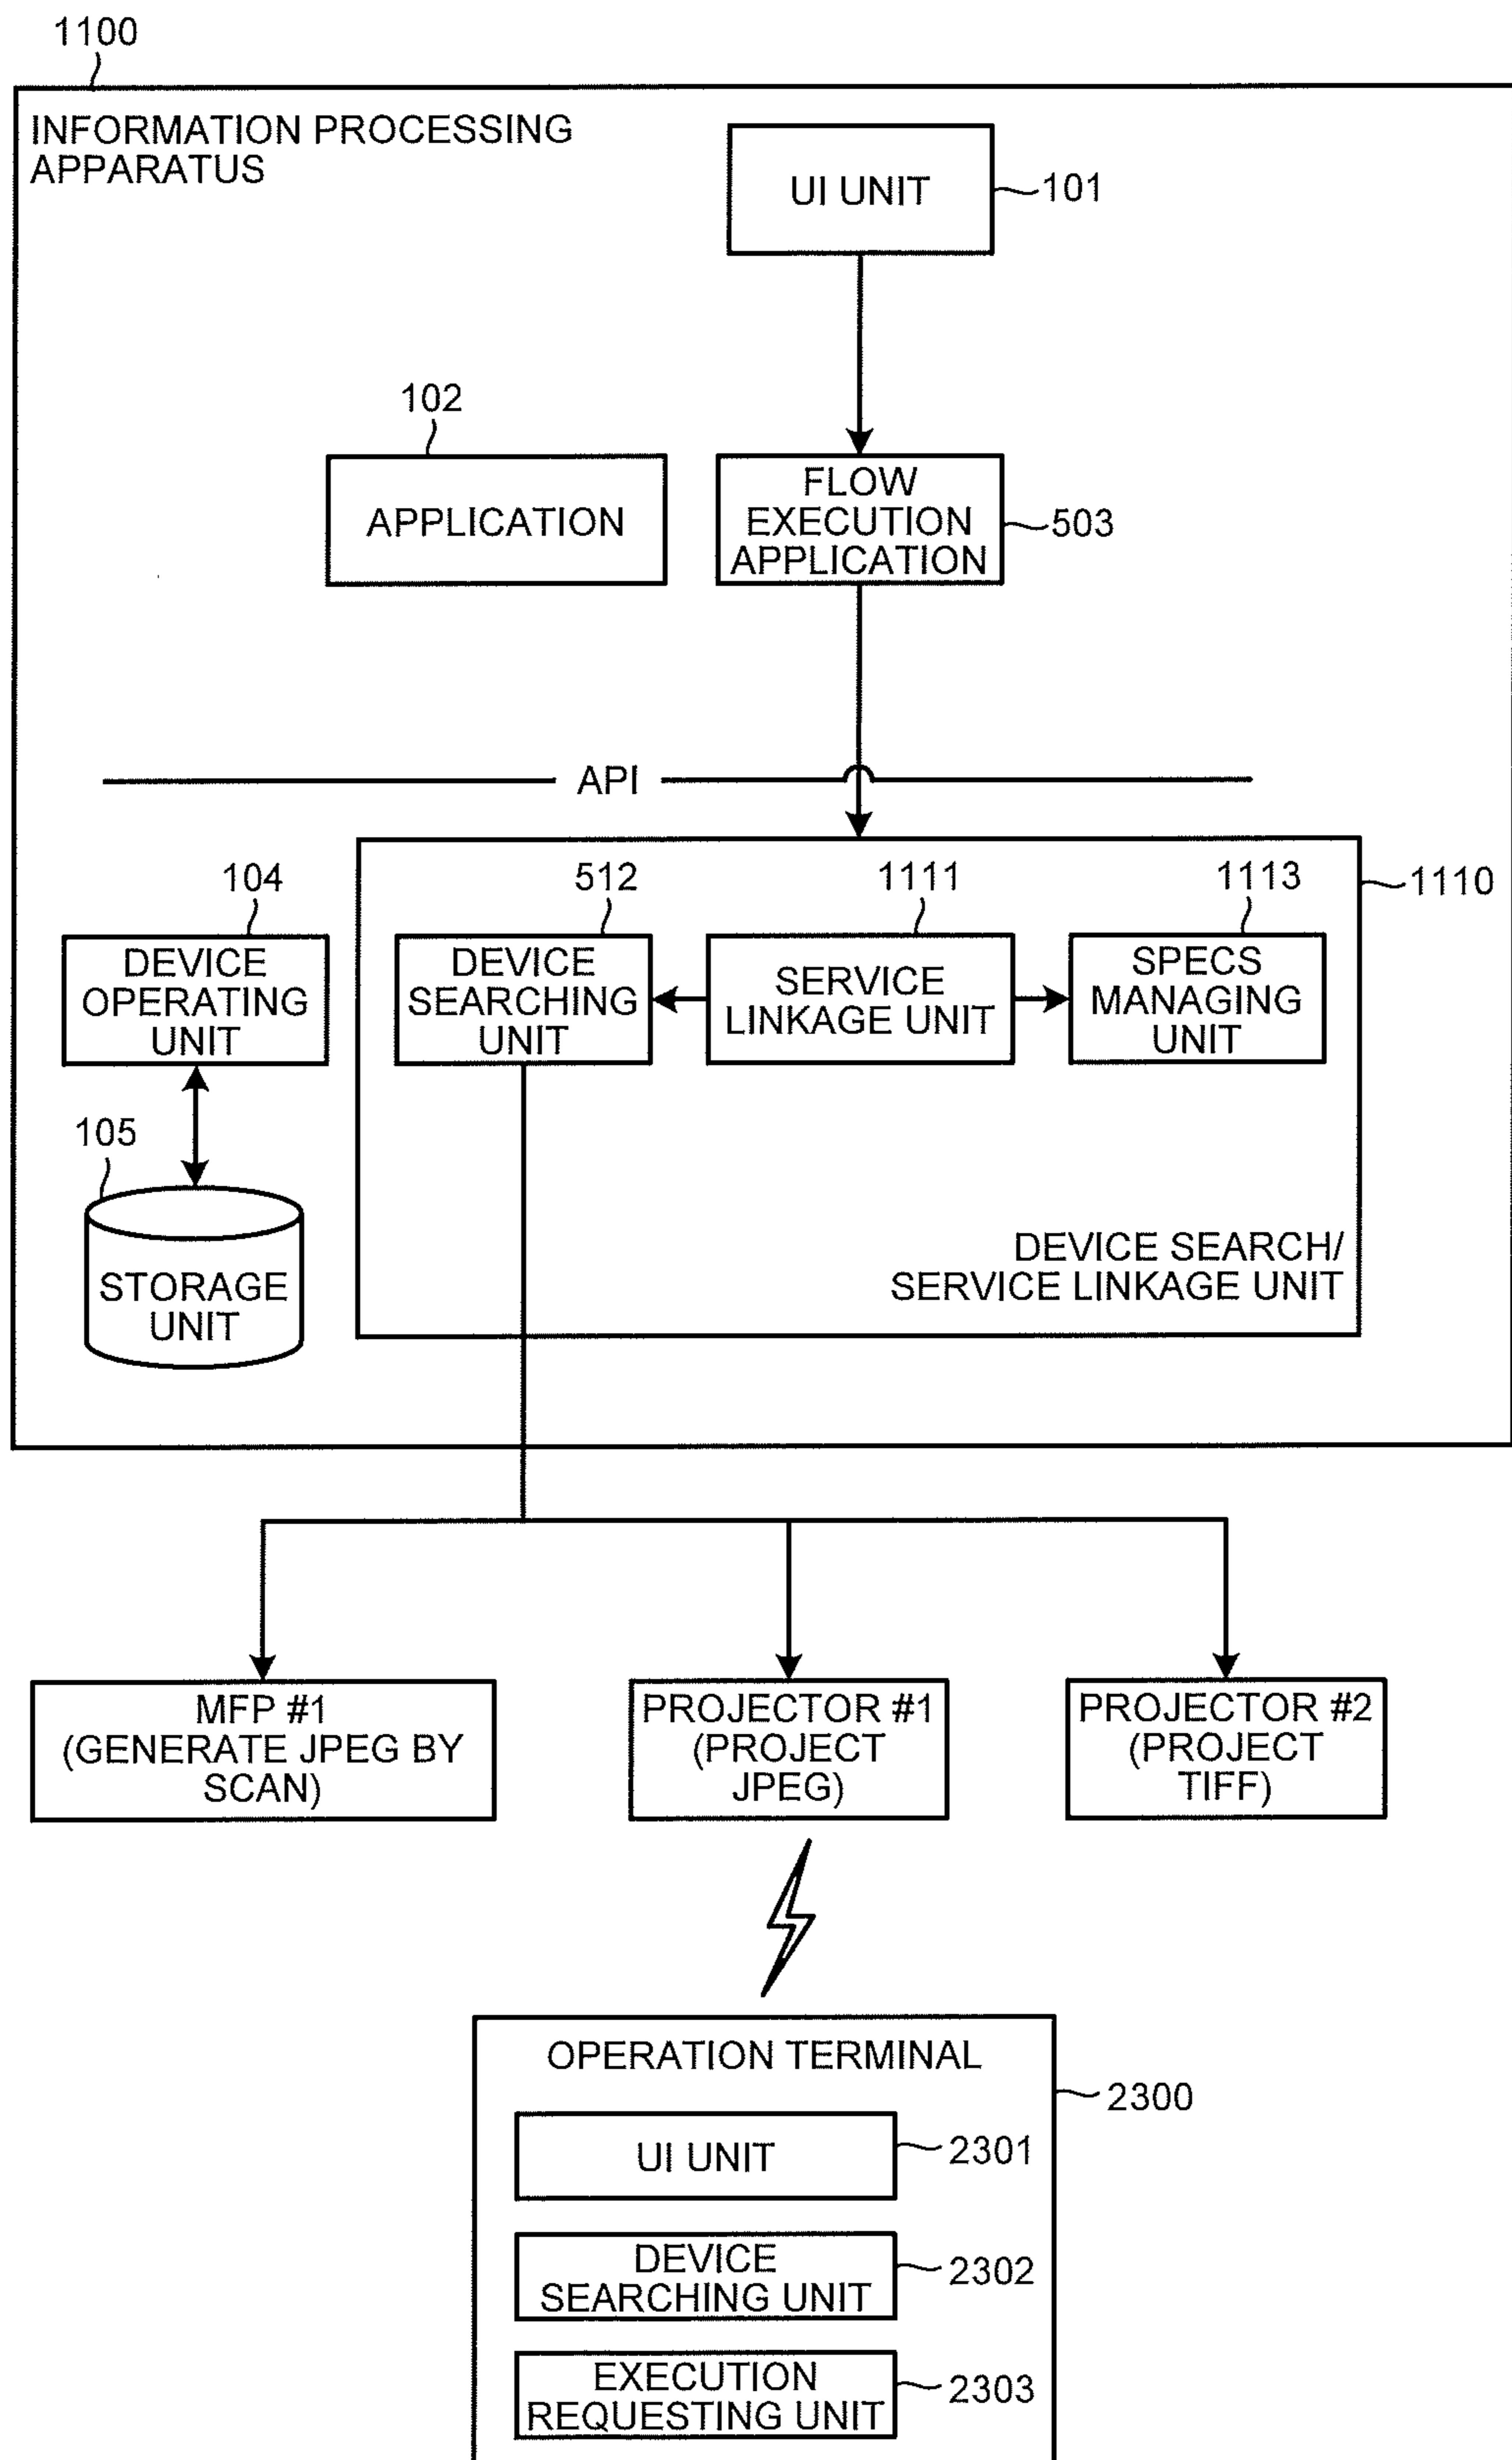 1100
INFORMATION PROCESSING
APPARATUS
UI UNIT
101
102
APPLICATION
FLOW
EXECUTION
APPLICATION
503
API
104
DEVICE
OPERATING
UNIT
105
STORAGE
UNIT
512
DEVICE
SEARCHING
UNIT
1111
SERVICE
LINKAGE UNIT
1113
SPECS
MANAGING
UNIT
1110
DEVICE SEARCH/
SERVICE LINKAGE UNIT
MFP #1
(GENERATE JPEG BY
SCAN)
PROJECTOR #1
(PROJECT
JPEG)
PROJECTOR #2
(PROJECT
TIFF)
OPERATION TERMINAL
2300
UI UNIT
2301
DEVICE
SEARCHING UNIT
2302
EXECUTION
REQUESTING UNIT
2303